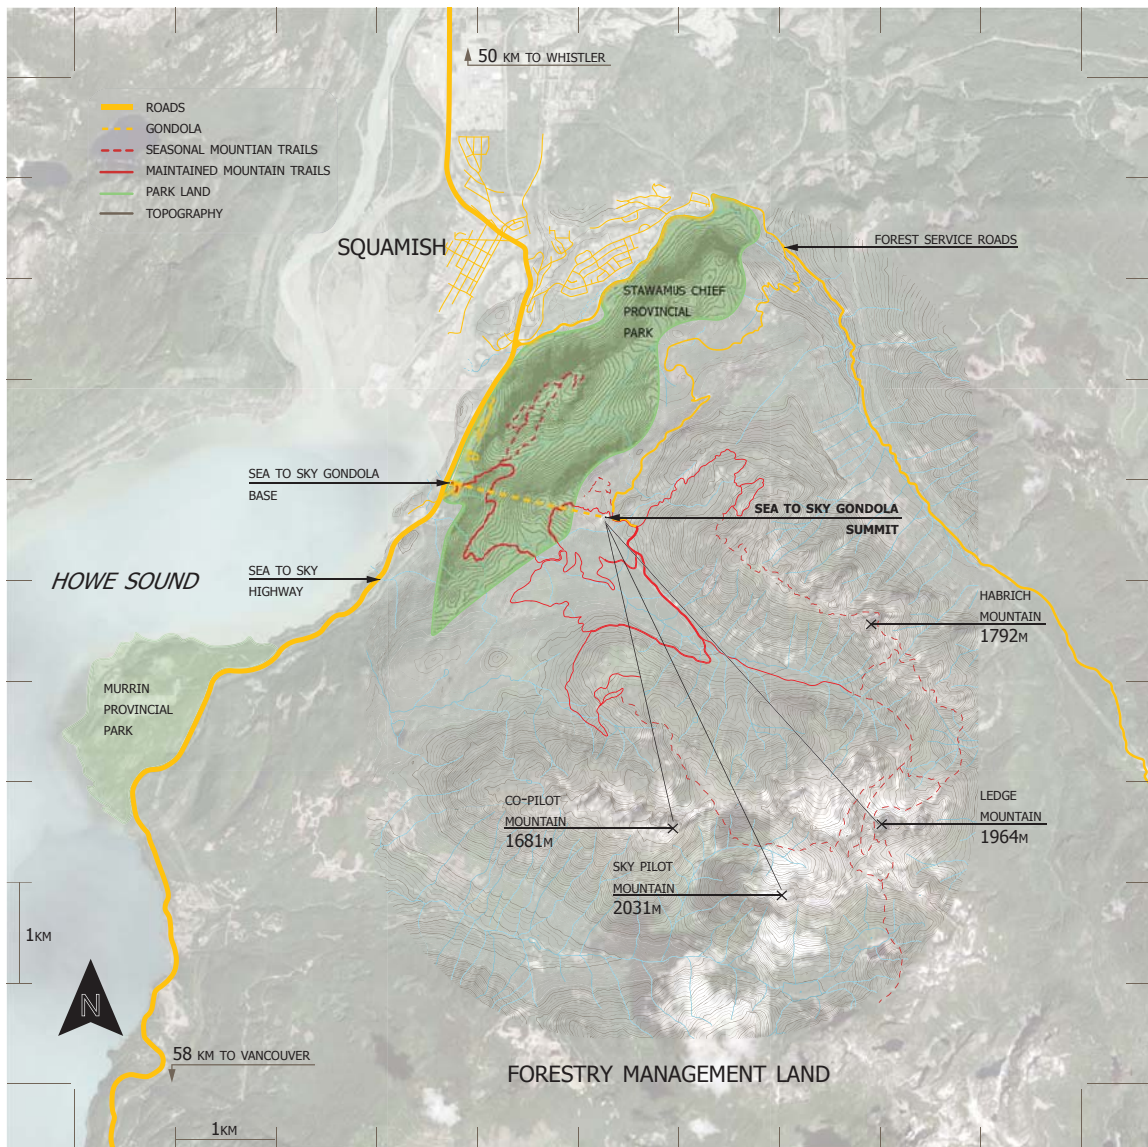 50 KM TO WHISTLER
ROADS
GONDOLA
SEASONAL MOUNTIAN TRAILS
MAINTAINED MOUNTAIN TRAILS
PARK LAND
TOPOGRAPHY
SQUAMISH
FOREST SERVICE ROADS
STAWAMUS CHIEF
PROVINCIAL
PARK
SEA TO SKY GONDOLA
BASE
SEA TO SKY GONDOLA
SUMMIT
HOWE SOUND
SEA TO SKY
HIGHWAY
HABRICH
MOUNTAIN
1792M
MURRIN
PROVINCIAL
PARK
CO-PILOT
MOUNTAIN
1681M
LEDGE
MOUNTAIN
1964M
SKY PILOT
MOUNTAIN
2031M
1KM
N
58 KM TO VANCOUVER
FORESTRY MANAGEMENT LAND
1KM